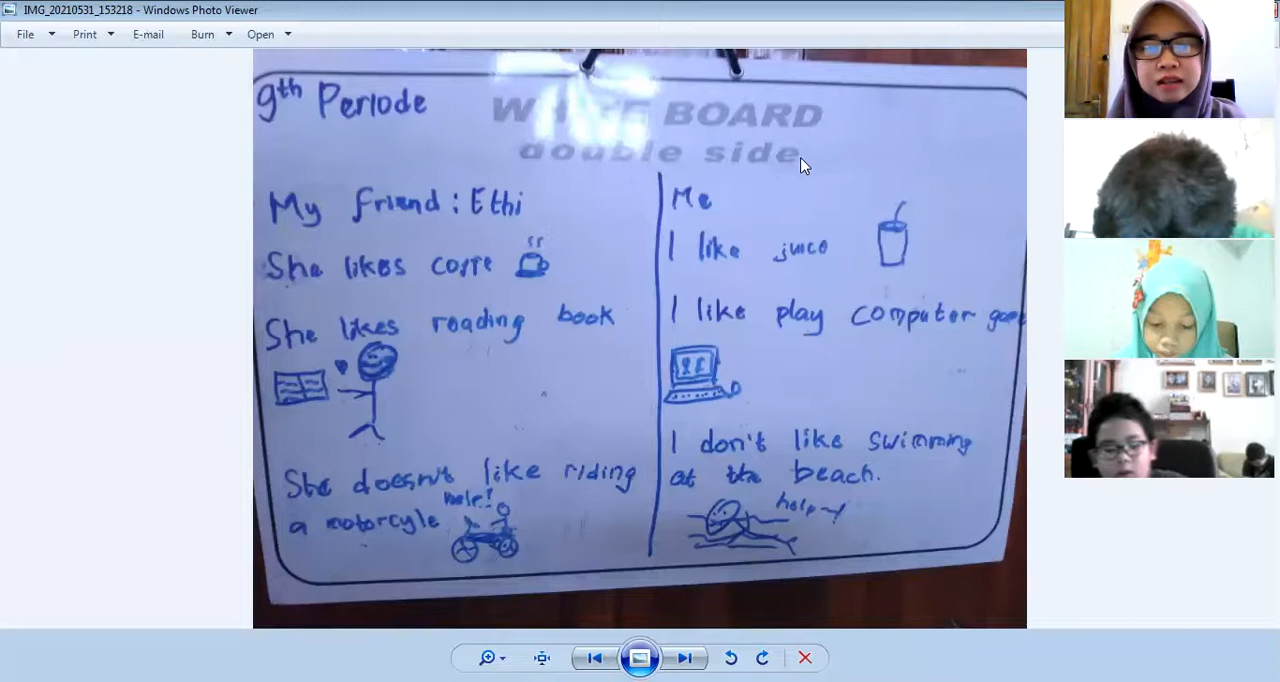 IMG_20210531_153218 - Windows Photo Viewer
File Print E-mail Burn Open
9th Periode
WHITE BOARD
double side
My friend : Ethi
She likes coffe
She likes reading book
She doesn't like riding
a motorcyle
help!
Me
I like juice
I like play computer game
I don't like swimming
at the beach.
help